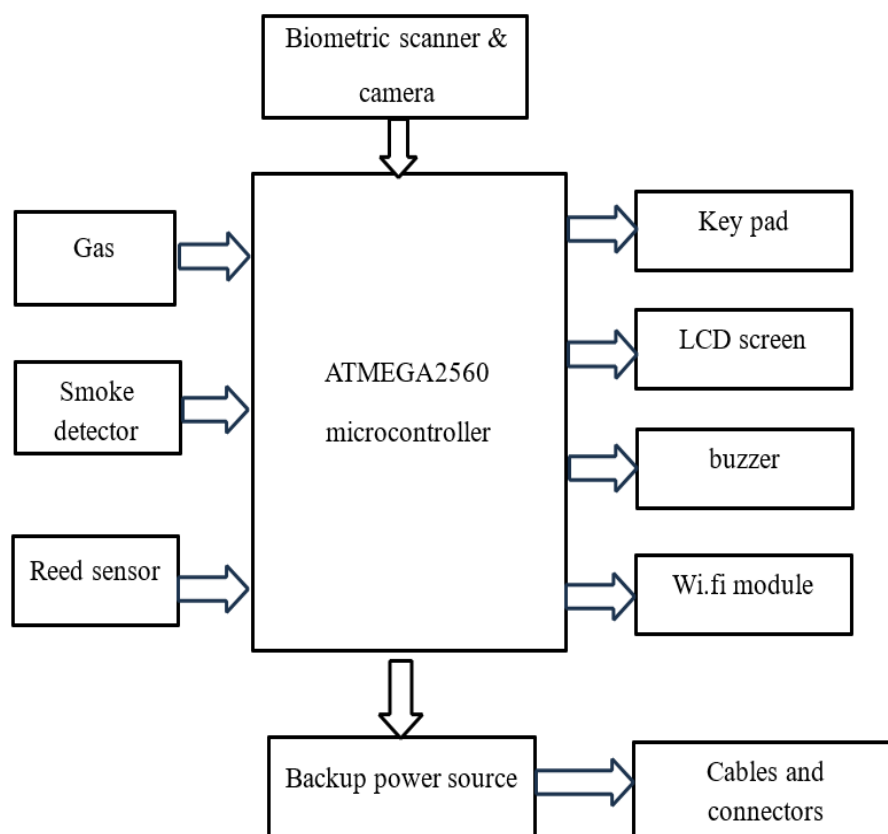 Biometric scanner &
camera
Gas
Smoke
detector
Reed sensor
ATMEGA2560
microcontroller
Key pad
LCD screen
buzzer
Wi.fi module
Backup power source
Cables and
connectors